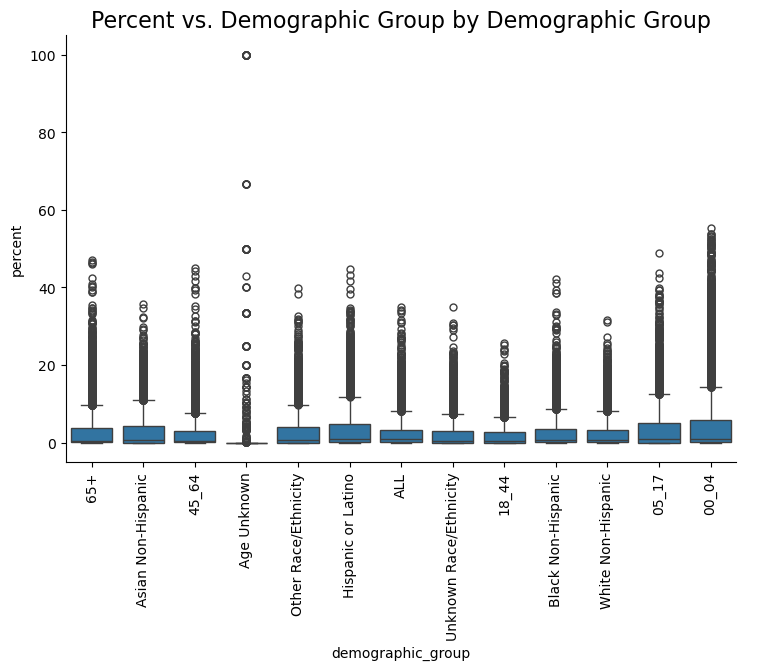 Percent vs. Demographic Group by Demographic Group
100
80
60
40
20
0
percent
65+
Asian Non-Hispanic
45_64
Age Unknown
Other Race/Ethnicity
Hispanic or Latino
ALL
Unknown Race/Ethnicity
18_44
Black Non-Hispanic
White Non-Hispanic
05_17
00_04
demographic_group